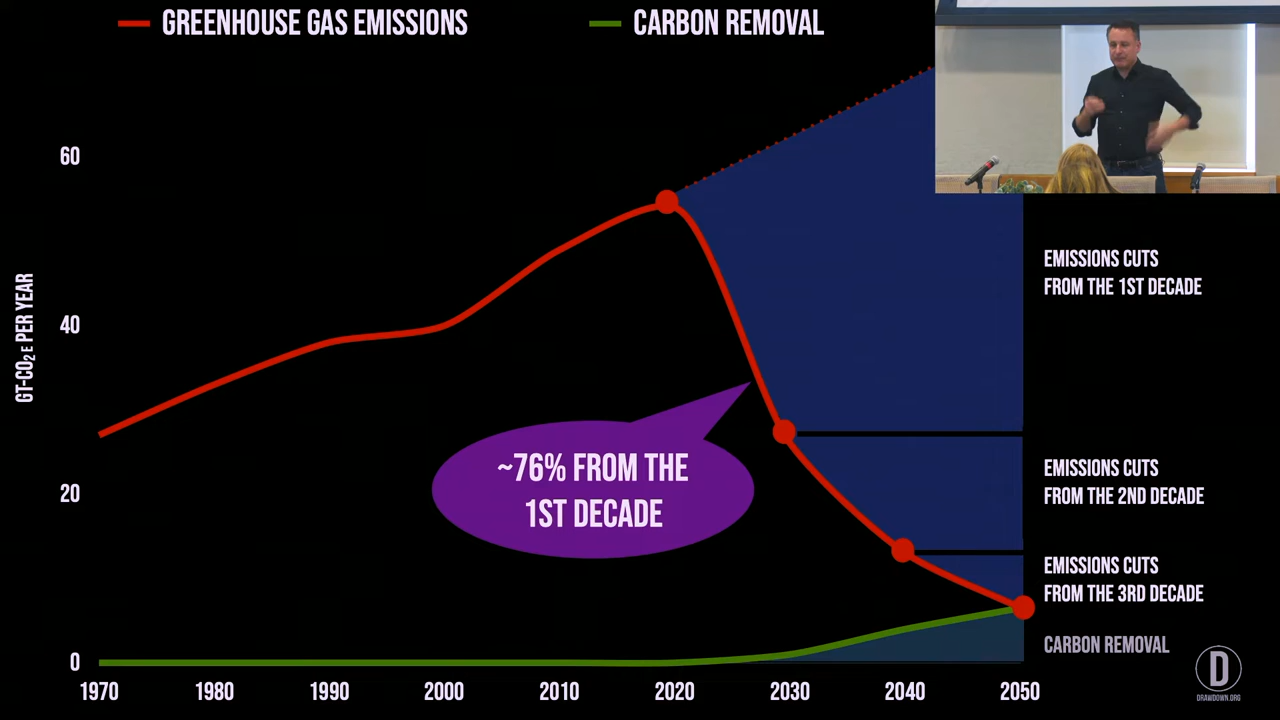 GREENHOUSE GAS EMISSIONS
CARBON REMOVAL
60
40
20
0
GT-CO2E PER YEAR
~76% FROM THE
1ST DECADE
EMISSIONS CUTS
FROM THE 1ST DECADE
EMISSIONS CUTS
FROM THE 2ND DECADE
EMISSIONS CUTS
FROM THE 3RD DECADE
CARBON REMOVAL
1970 1980 1990 2000 2010 2020 2030 2040 2050
D
DRAWDOWN.ORG